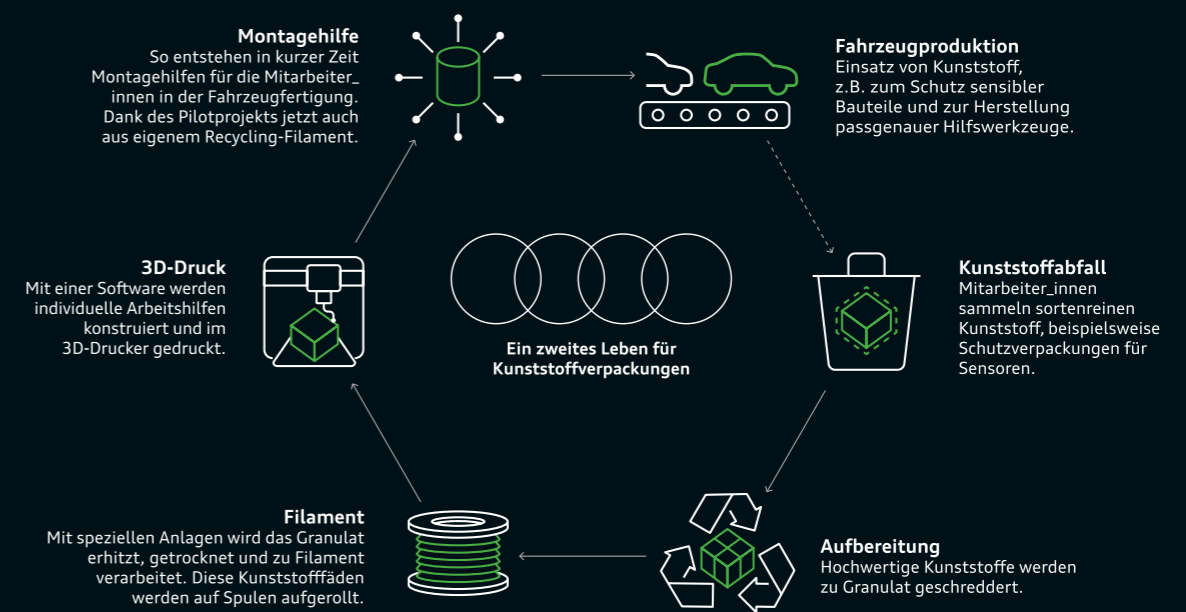 Montagehilfe
So entstehen in kurzer Zeit
Montagehilfen für die Mitarbeiter_
innen in der Fahrzeugfertigung.
Dank des Pilotprojekts jetzt auch
aus eigenem Recycling-Filament.
Fahrzeugproduktion
Einsatz von Kunststoff,
z.B. zum Schutz sensibler
Bauteile und zur Herstellung
passgenauer Hilfswerkzeuge.
3D-Druck
Mit einer Software werden
individuelle Arbeitshilfen
konstruiert und im
3D-Drucker gedruckt.
Ein zweites Leben für
Kunststoffverpackungen
Kunststoffabfall
Mitarbeiter_innen
sammeln sortenreinen
Kunststoff, beispielsweise
Schutzverpackungen für
Sensoren.
Filament
Mit speziellen Anlagen wird das Granulat
erhitzt, getrocknet und zu Filament
verarbeitet. Diese Kunststofffäden
werden auf Spulen aufgerollt.
Aufbereitung
Hochwertige Kunststoffe werden
zu Granulat geschreddert.